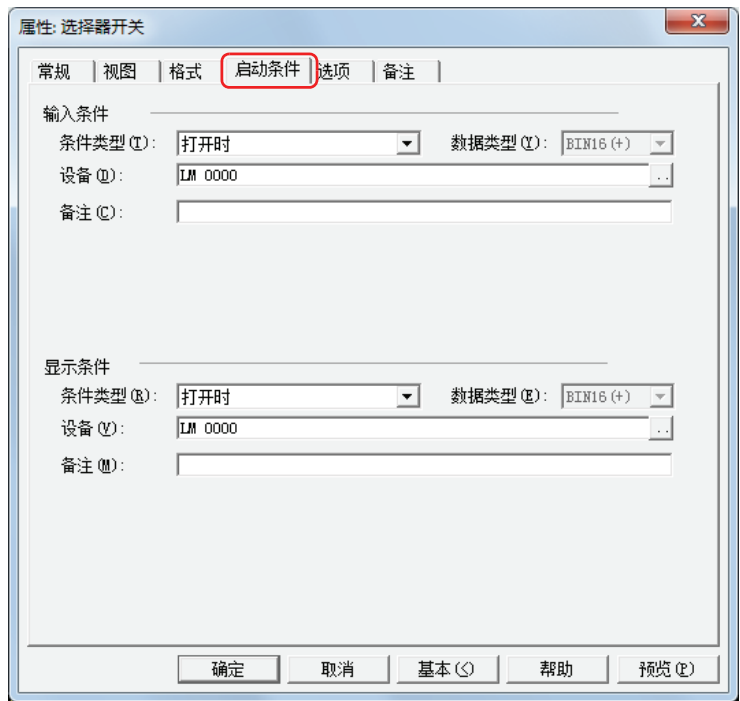 属性: 选择器开关
常规 视图 格式 启动条件 选项 备注
输入条件
条件类型(T): 打开时 数据类型(Y): BIN16(+)
设备(D): LM 0000 ..
备注(C):
显示条件
条件类型(R): 打开时 数据类型(E): BIN16(+)
设备(V): LM 0000 ..
备注(M):
确定 取消 基本(<) 帮助 预览(P)